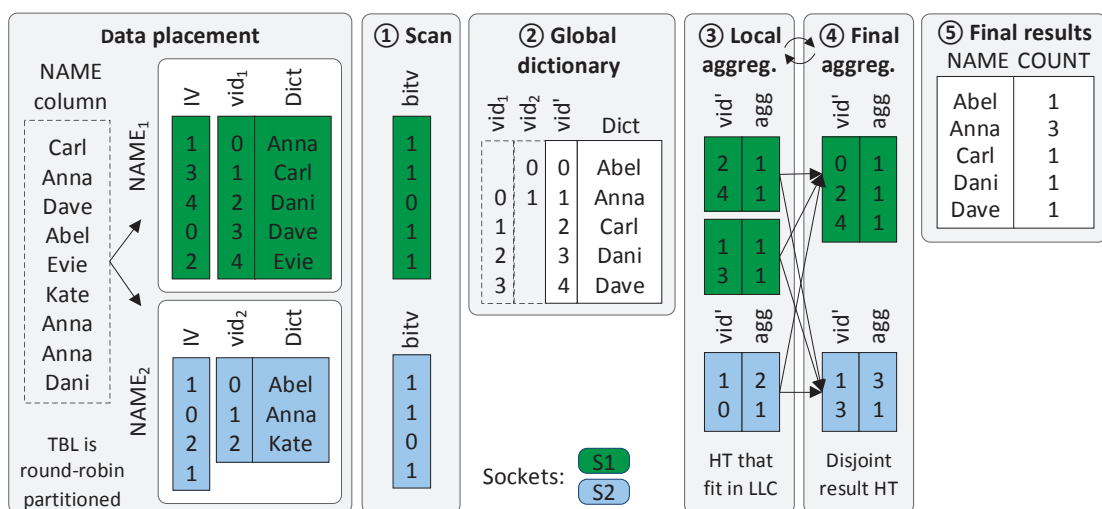 Data placement
NAME
column
Carl
Anna
Dave
Abel
Evie
Kate
Anna
Anna
Dani
TBL is
round-robin
partitioned
NAME₁
IV vid₁ Dict
1 0 Anna
3 1 Carl
4 2 Dani
0 3 Dave
2 4 Evie
NAME₂
IV vid₂ Dict
1 0 Abel
0 1 Anna
2 2 Kate
1
① Scan
bitv
1
1
0
1
1
bitv
1
1
0
1
② Global
dictionary
vid₁ vid₂ vid' Dict
0 0 Abel
0 1 1 Anna
1 2 Carl
2 3 Dani
3 4 Dave
Sockets: S1
S2
③ Local
aggreg.
vid' agg
2 1
4 1
1 1
3 1
vid' agg
1 2
0 1
HT that
fit in LLC
④ Final
aggreg.
vid' agg
0 1
2 1
4 1
vid' agg
1 3
3 1
Disjoint
result HT
⑤ Final results
NAME COUNT
Abel 1
Anna 3
Carl 1
Dani 1
Dave 1